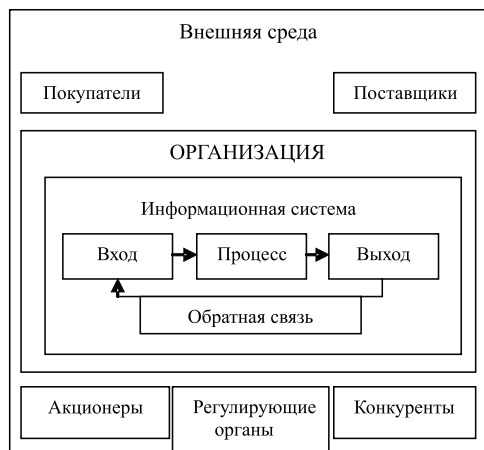 Внешняя среда
Покупатели
Поставщики
ОРГАНИЗАЦИЯ
Информационная система
Вход
Процесс
Выход
Обратная связь
Акционеры
Регулирующие
органы
Конкуренты